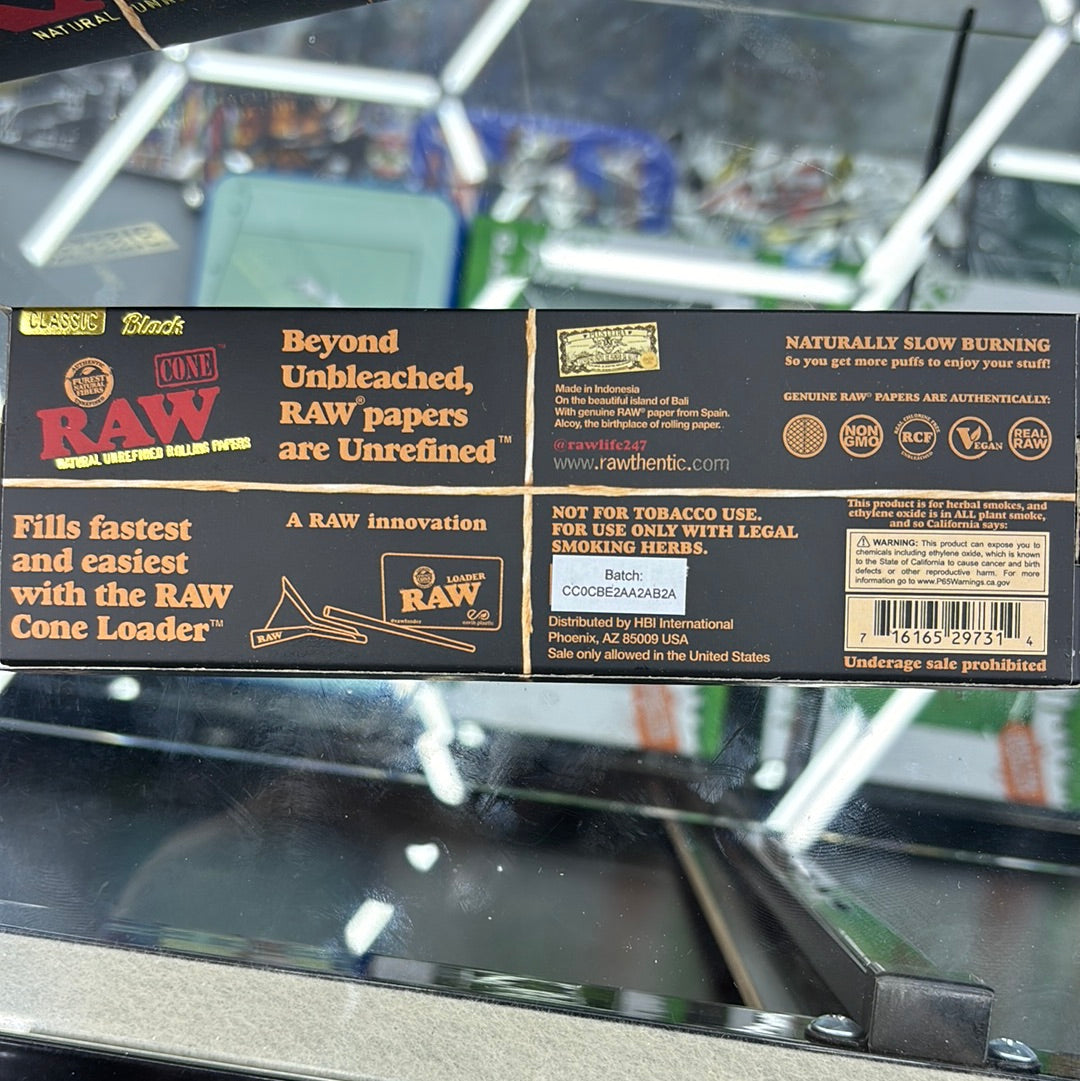 NATURAL UNR
CLASSIC Black
AUTHENTIC
PUREST
NATURAL
FIBERS
UNREFINED
CONE™
RAW
NATURAL UNREFINED ROLLING PAPERS
Beyond
Unbleached,
RAW® papers
are Unrefined™
Made in Indonesia
On the beautiful island of Bali
With genuine RAW® paper from Spain.
Alcoy, the birthplace of rolling paper.
@rawlife247
www.rawthentic.com
NATURALLY SLOW BURNING
So you get more puffs to enjoy your stuff!
GENUINE RAW® PAPERS ARE AUTHENTICALLY:
NON
GMO
RCF
VEGAN
REAL
RAW
Fills fastest
and easiest
with the RAW
Cone Loader™
A RAW innovation
RAW
LOADER
RAW
NOT FOR TOBACCO USE.
FOR USE ONLY WITH LEGAL
SMOKING HERBS.
Batch:
CC0CBE2AA2AB2A
Distributed by HBI International
Phoenix, AZ 85009 USA
Sale only allowed in the United States
This product is for herbal smokes, and
ethylene oxide is in ALL plant smoke,
and so California says:
⚠ WARNING: This product can expose you to
chemicals including ethylene oxide, which is known
to the State of California to cause cancer and birth
defects or other reproductive harm. For more
information go to www.P65Warnings.ca.gov
7 16165 29731 4
Underage sale prohibited